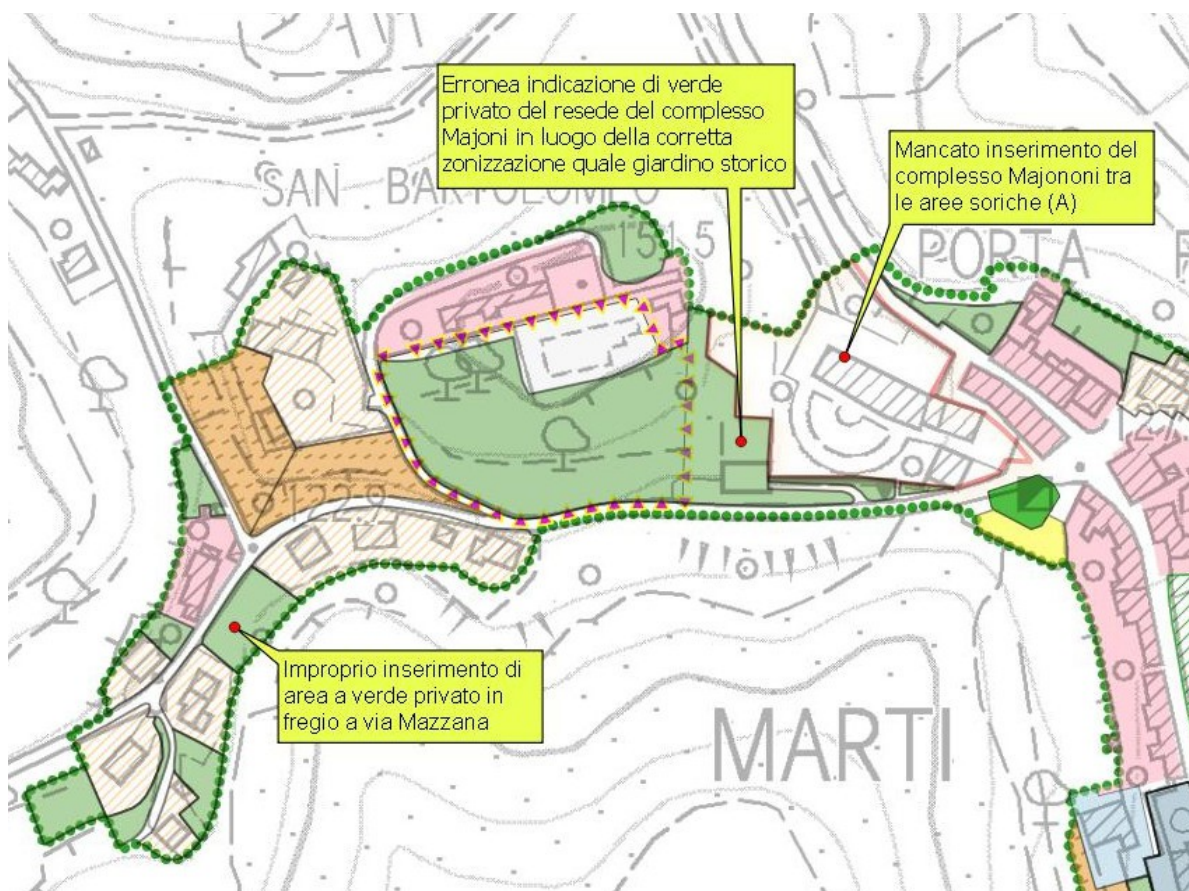 Erronea indicazione di verde
privato del resede del complesso
Majoni in luogo della corretta
zonizzazione quale giardino storico
Mancato inserimento del
complesso Majononi tra
le aree soriche (A)
SAN BARTOLOMEO
151.5
PORTA
122.9
127
Improprio inserimento di
area a verde privato in
fregio a via Mazzana
MARTI